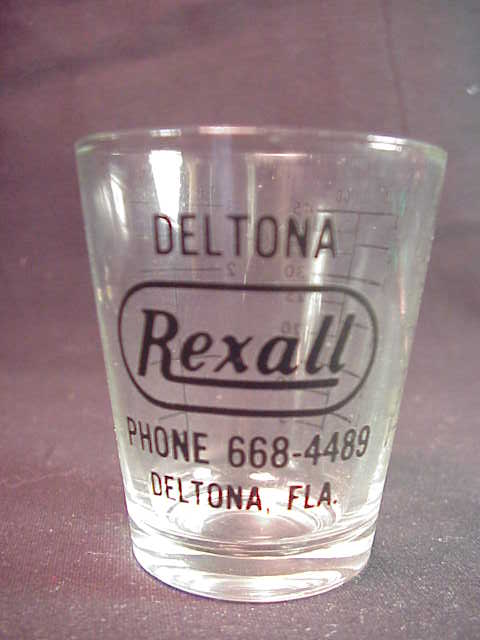 DELTONA
Rexall
PHONE 668-4489
DELTONA, FLA.